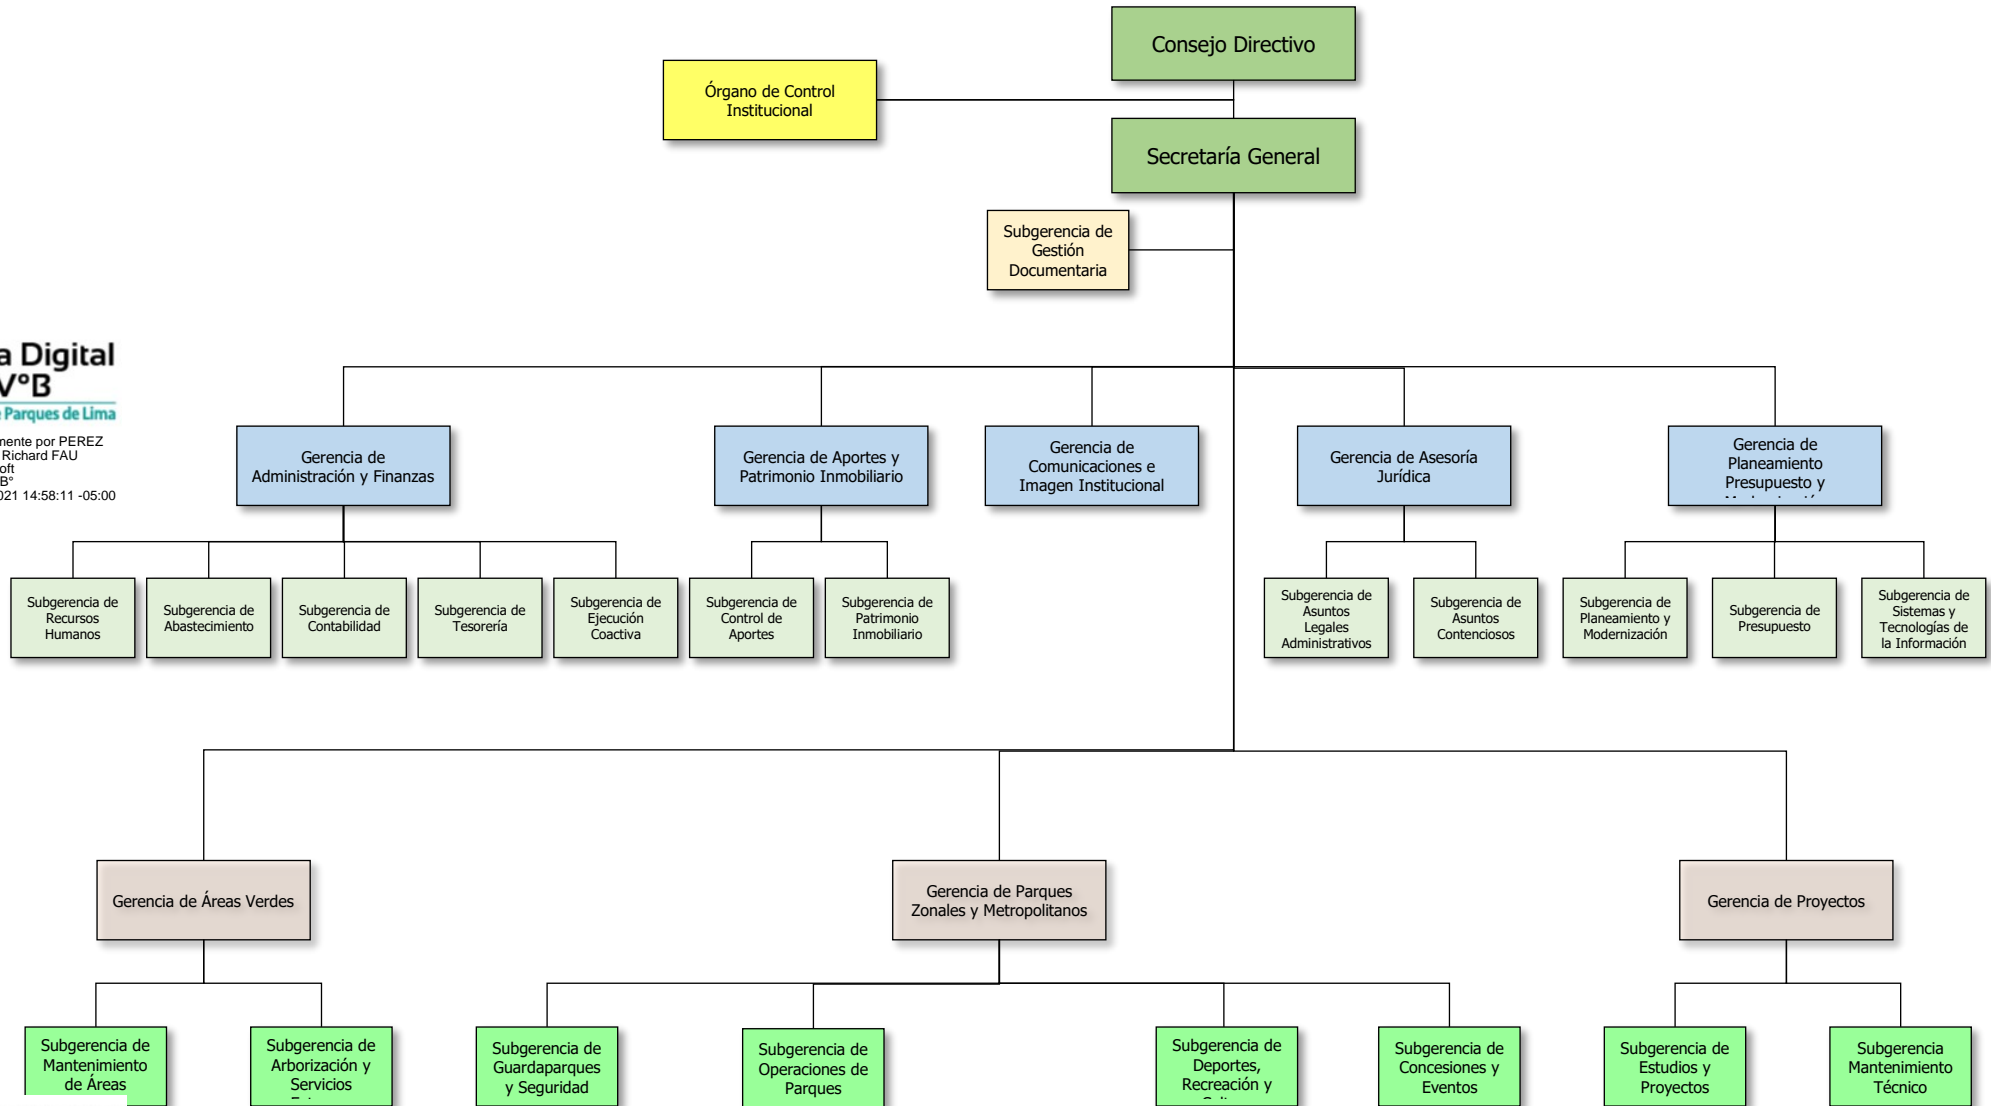 Consejo Directivo
Órgano de Control
Institucional
Secretaría General
Subgerencia de
Gestión
Documentaria
a Digital
V°B
Parques de Lima
mente por PEREZ
Richard FAU
oft
B°
021 14:58:11 -05:00
Gerencia de
Administración y Finanzas
Gerencia de Aportes y
Patrimonio Inmobiliario
Gerencia de
Comunicaciones e
Imagen Institucional
Gerencia de Asesoría
Jurídica
Gerencia de
Planeamiento
Presupuesto y
Subgerencia de
Recursos
Humanos
Subgerencia de
Abastecimiento
Subgerencia de
Contabilidad
Subgerencia de
Tesorería
Subgerencia de
Ejecución
Coactiva
Subgerencia de
Control de
Aportes
Subgerencia de
Patrimonio
Inmobiliario
Subgerencia de
Asuntos
Legales
Administrativos
Subgerencia de
Asuntos
Contenciosos
Subgerencia de
Planeamiento y
Modernización
Subgerencia de
Presupuesto
Subgerencia de
Sistemas y
Tecnologías de
la Información
Gerencia de Áreas Verdes
Gerencia de Parques
Zonales y Metropolitanos
Gerencia de Proyectos
Subgerencia de
Mantenimiento
de Áreas
Subgerencia de
Arborización y
Servicios
Subgerencia de
Guardaparques
y Seguridad
Subgerencia de
Operaciones de
Parques
Subgerencia de
Deportes,
Recreación y
Subgerencia de
Concesiones y
Eventos
Subgerencia de
Estudios y
Proyectos
Subgerencia
Mantenimiento
Técnico